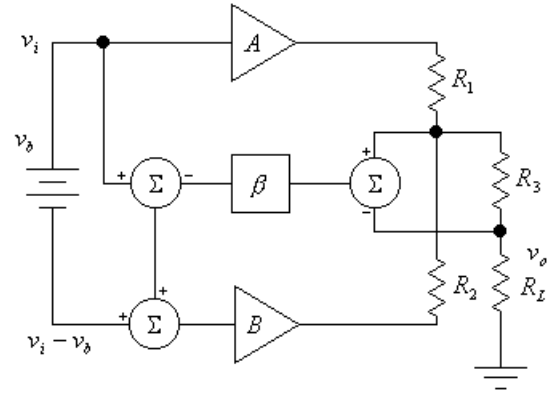 v_i
A
R_1
v_b
+ Σ −
β
+ Σ −
R_3
v_o
+
+ Σ
B
R_2
R_L
v_i − v_b